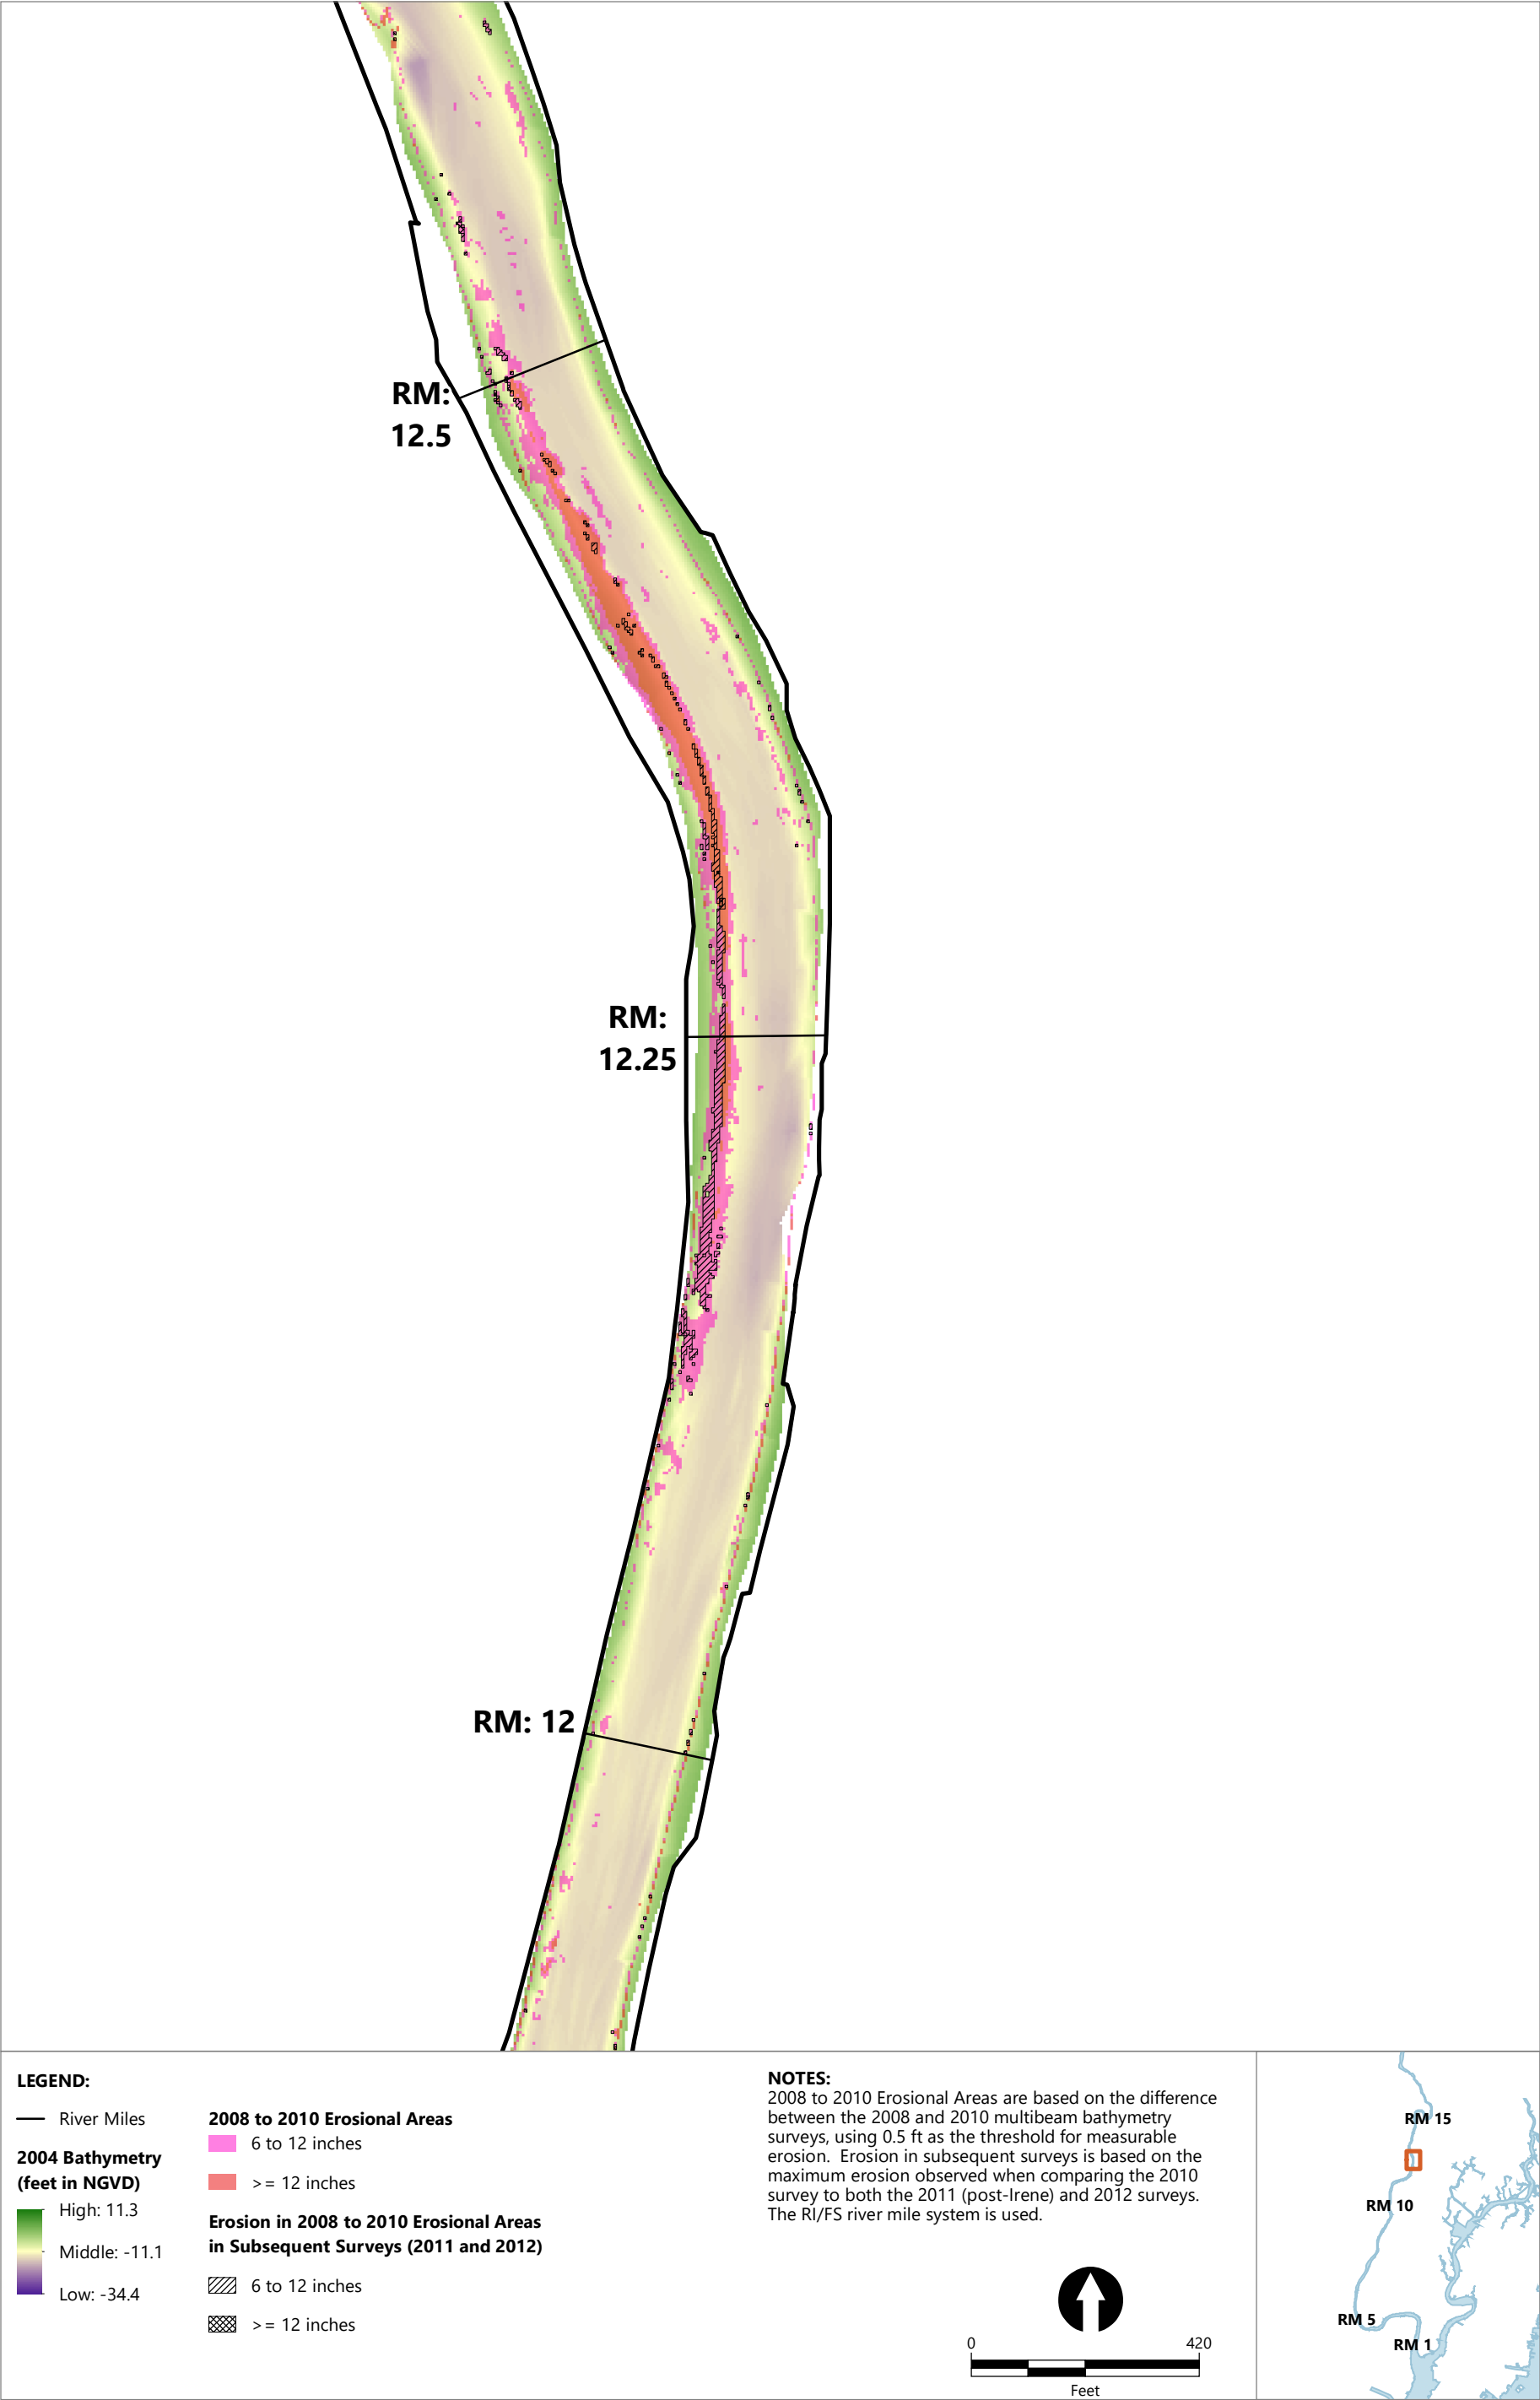 RM:
12.5
RM:
12.25
RM: 12
LEGEND:
River Miles
2004 Bathymetry
(feet in NGVD)
High: 11.3
Middle: -11.1
Low: -34.4
2008 to 2010 Erosional Areas
6 to 12 inches
>= 12 inches
Erosion in 2008 to 2010 Erosional Areas
in Subsequent Surveys (2011 and 2012)
6 to 12 inches
>= 12 inches
NOTES:
2008 to 2010 Erosional Areas are based on the difference
between the 2008 and 2010 multibeam bathymetry
surveys, using 0.5 ft as the threshold for measurable
erosion.  Erosion in subsequent surveys is based on the
maximum erosion observed when comparing the 2010
survey to both the 2011 (post-Irene) and 2012 surveys.
The RI/FS river mile system is used.
0 420
Feet
RM 15
RM 10
RM 5
RM 1